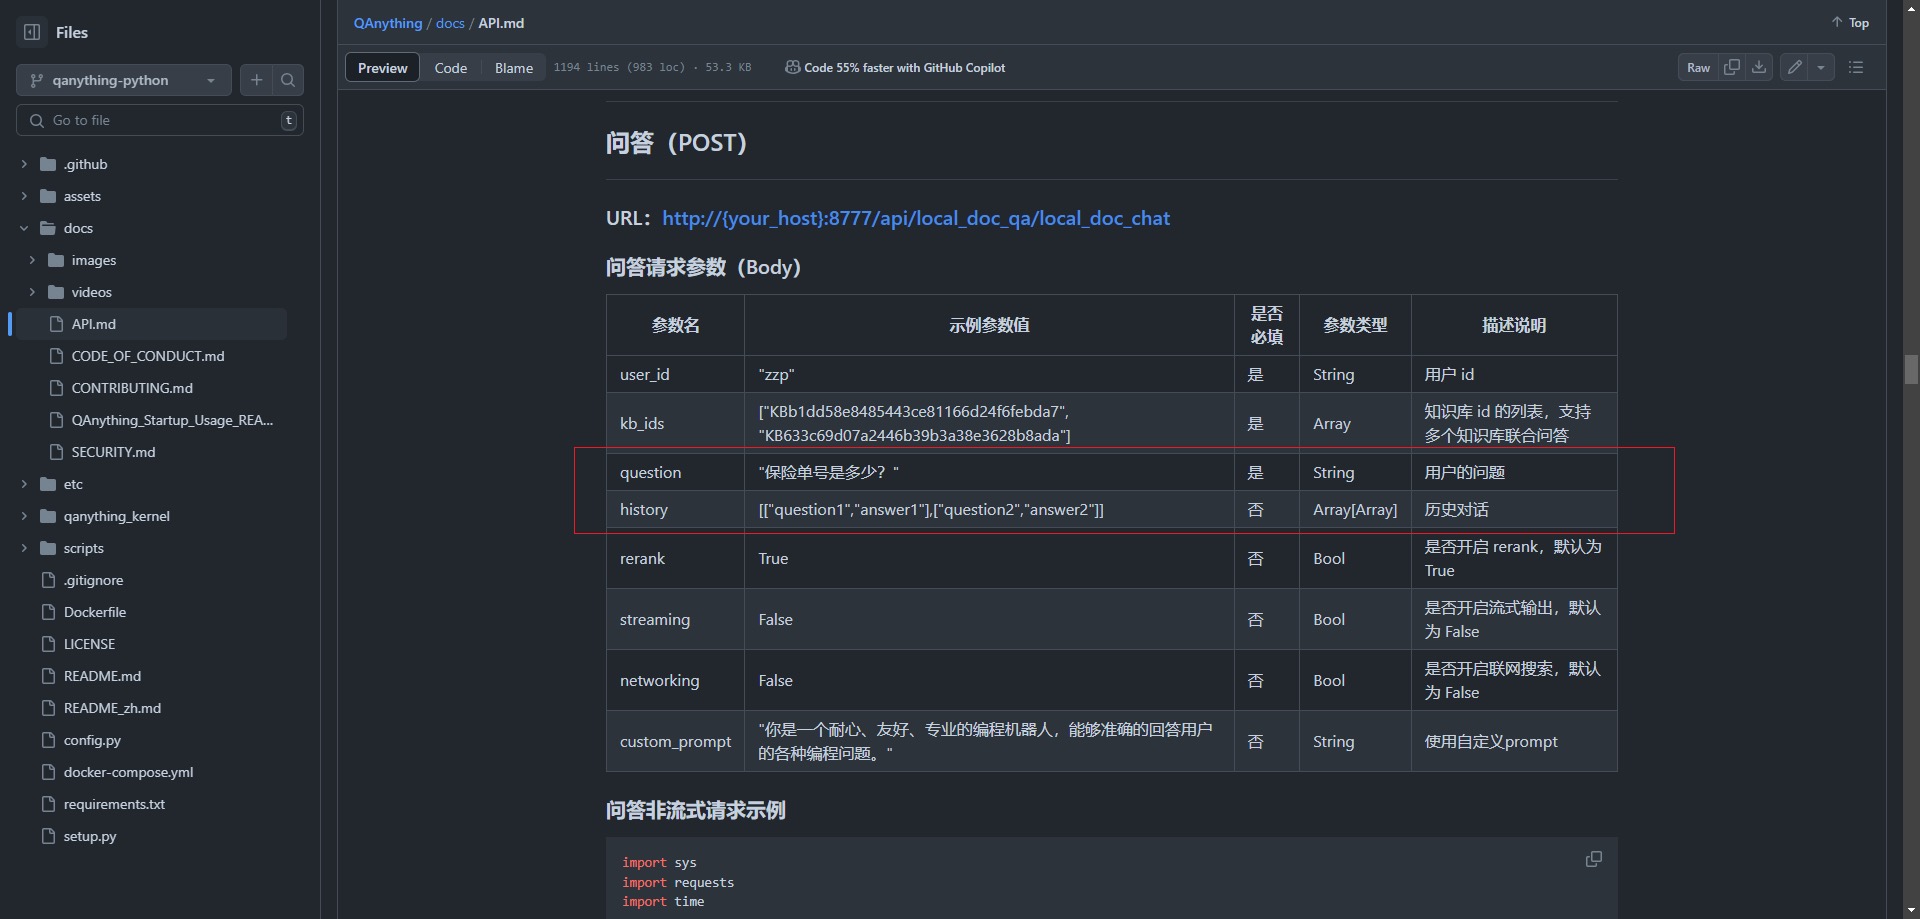 Files
qanything-python
Go to file
t
.github
assets
docs
images
videos
API.md
CODE_OF_CONDUCT.md
CONTRIBUTING.md
QAnything_Startup_Usage_REA...
SECURITY.md
etc
qanything_kernel
scripts
.gitignore
Dockerfile
LICENSE
README.md
README_zh.md
config.py
docker-compose.yml
requirements.txt
setup.py
QAnything / docs / API.md
Top
Preview Code Blame 1194 lines (983 loc) · 53.3 KB Code 55% faster with GitHub Copilot Raw
问答（POST）
URL：http://{your_host}:8777/api/local_doc_qa/local_doc_chat
问答请求参数（Body）
参数名 示例参数值 是否必填 参数类型 描述说明
user_id "zzp" 是 String 用户 id
kb_ids ["KBb1dd58e8485443ce81166d24f6febda7", "KB633c69d07a2446b39b3a38e3628b8ada"] 是 Array 知识库 id 的列表，支持多个知识库联合问答
question "保险单号是多少？" 是 String 用户的问题
history [["question1","answer1"],["question2","answer2"]] 否 Array[Array] 历史对话
rerank True 否 Bool 是否开启 rerank，默认为 True
streaming False 否 Bool 是否开启流式输出，默认为 False
networking False 否 Bool 是否开启联网搜索，默认为 False
custom_prompt "你是一个耐心、友好、专业的编程机器人，能够准确的回答用户的各种编程问题。" 否 String 使用自定义prompt
问答非流式请求示例
import sys
import requests
import time